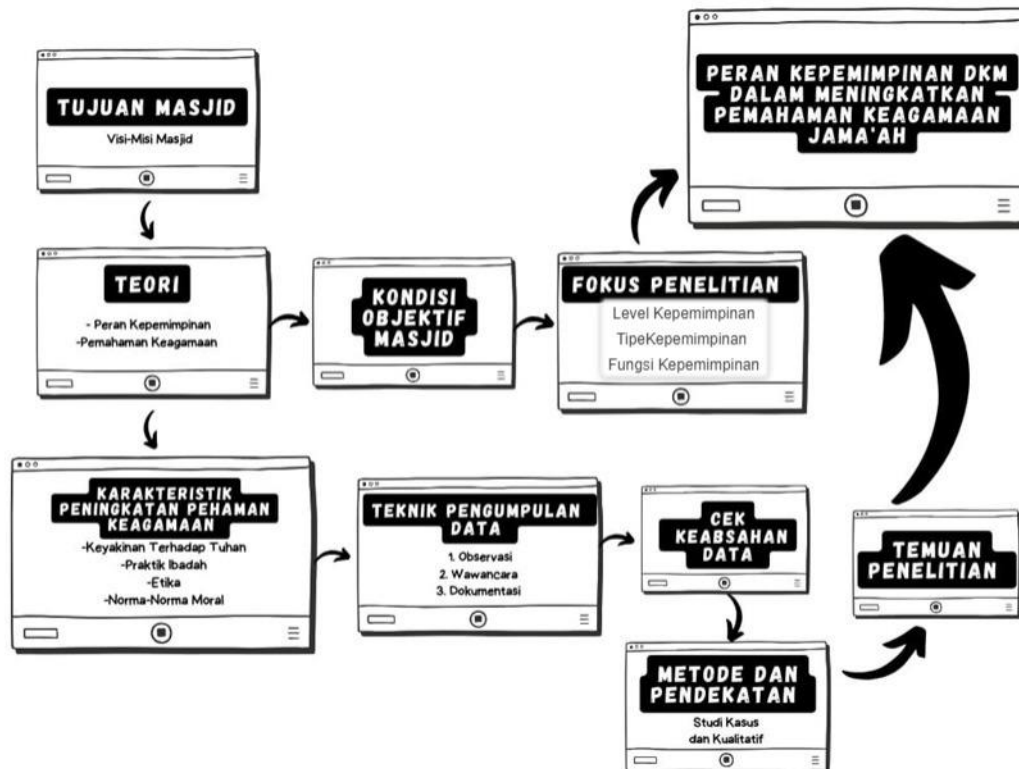 TUJUAN MASJID
Visi-Misi Masjid
PERAN KEPEMIMPINAN DKM
DALAM MENINGKATKAN
PEMAHAMAN KEAGAMAAN
JAMA'AH
TEORI
- Peran Kepemimpinan
-Pemahaman Keagamaan
KONDISI
OBJEKTIF
MASJID
FOKUS PENELITIAN
Level Kepemimpinan
TipeKepemimpinan
Fungsi Kepemimpinan
KARAKTERISTIK
PENINGKATAN PEHAMAN
KEAGAMAAN
-Keyakinan Terhadap Tuhan
-Praktik Ibadah
-Etika
-Norma-Norma Moral
TEKNIK PENGUMPULAN
DATA
1. Observasi
2. Wawancara
3. Dokumentasi
CEK
KEABSAHAN
DATA
METODE DAN
PENDEKATAN
Studi Kasus
dan Kualitatif
TEMUAN
PENELITIAN